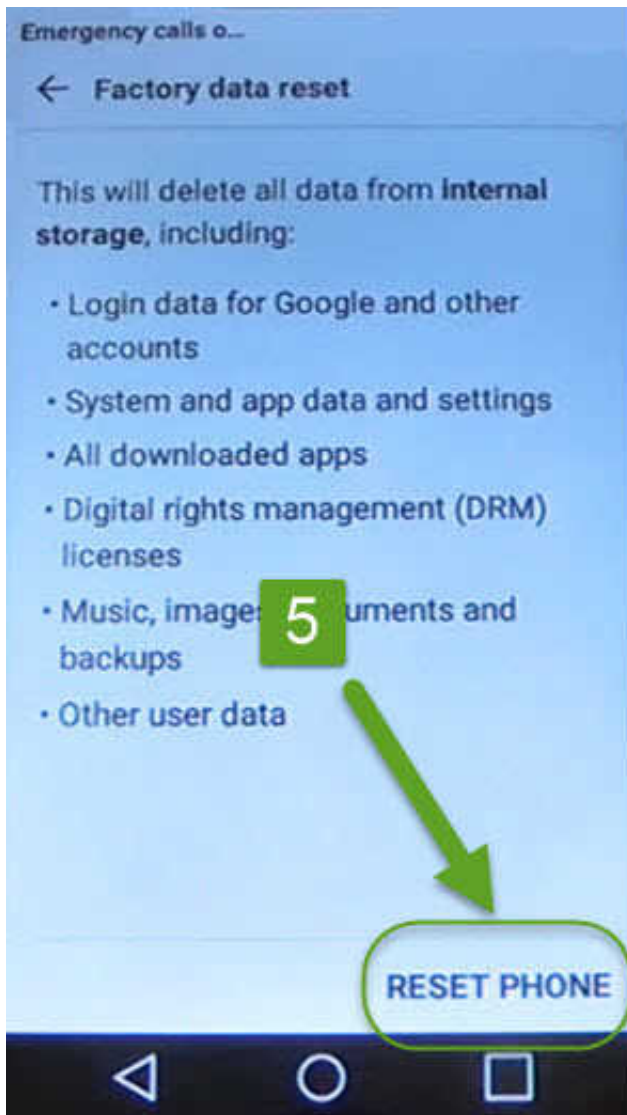 Emergency calls o...
← Factory data reset
This will delete all data from internal
storage, including:
• Login data for Google and other
accounts
• System and app data and settings
• All downloaded apps
• Digital rights management (DRM)
licenses
• Music, image 5 uments and
backups
• Other user data
RESET PHONE